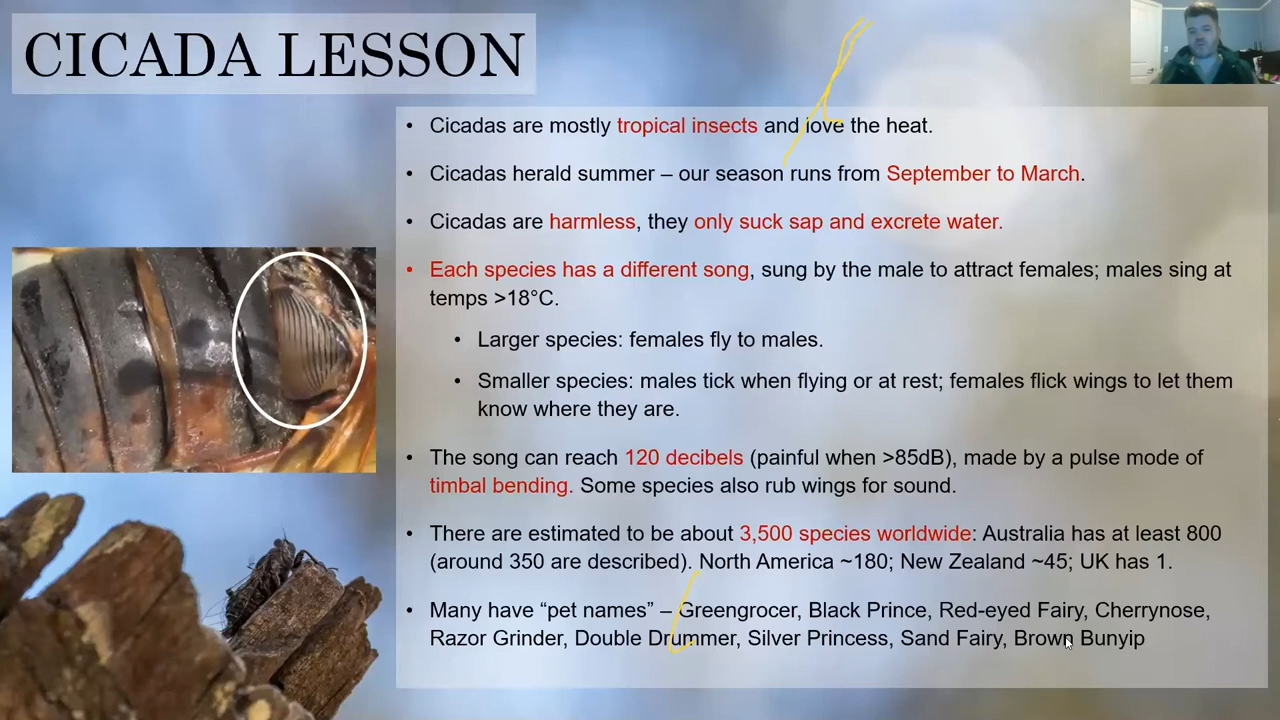 CICADA LESSON
• Cicadas are mostly tropical insects and love the heat.
• Cicadas herald summer – our season runs from September to March.
• Cicadas are harmless, they only suck sap and excrete water.
• Each species has a different song, sung by the male to attract females; males sing at
temps >18°C.
• Larger species: females fly to males.
• Smaller species: males tick when flying or at rest; females flick wings to let them
know where they are.
• The song can reach 120 decibels (painful when >85dB), made by a pulse mode of
timbal bending. Some species also rub wings for sound.
• There are estimated to be about 3,500 species worldwide: Australia has at least 800
(around 350 are described). North America ~180; New Zealand ~45; UK has 1.
• Many have “pet names” – Greengrocer, Black Prince, Red-eyed Fairy, Cherrynose,
Razor Grinder, Double Drummer, Silver Princess, Sand Fairy, Brown Bunyip